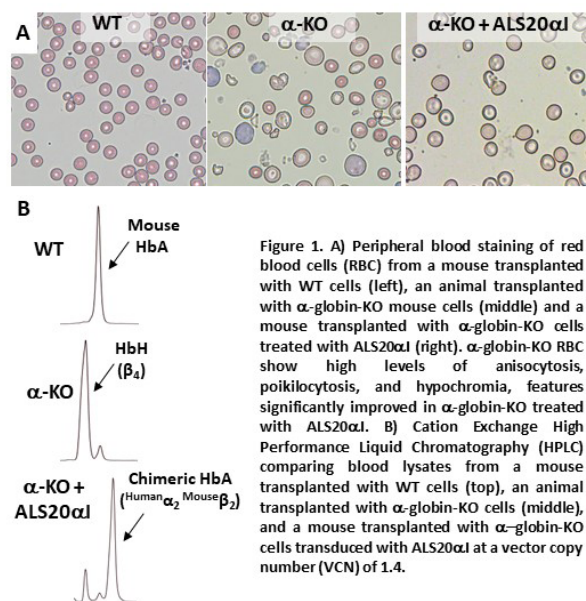 A
WT
α-KO
α-KO + ALS20αI
B
WT
Mouse
HbA
α-KO
HbH
(β4)
α-KO +
ALS20αI
Chimeric HbA
(Humanα2 Mouseβ2)
Figure 1. A) Peripheral blood staining of red
blood cells (RBC) from a mouse transplanted
with WT cells (left), an animal transplanted
with α-globin-KO mouse cells (middle) and a
mouse transplanted with α-globin-KO cells
treated with ALS20αI (right). α-globin-KO RBC
show high levels of anisocytosis,
poikilocytosis, and hypochromia, features
significantly improved in α-globin-KO treated
with ALS20αI. B) Cation Exchange High
Performance Liquid Chromatography (HPLC)
comparing blood lysates from a mouse
transplanted with WT cells (top), an animal
transplanted with α-globin-KO cells (middle),
and a mouse transplanted with α–globin-KO
cells transduced with ALS20αI at a vector copy
number (VCN) of 1.4.